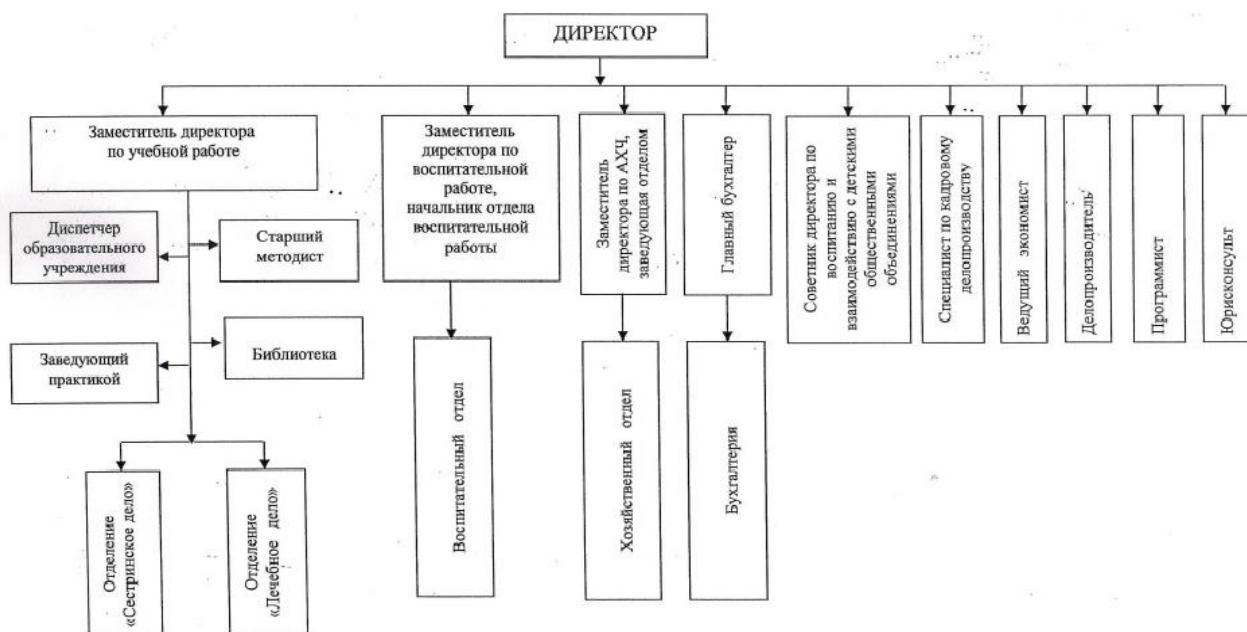 ДИРЕКТОР
Заместитель директора
по учебной работе
Заместитель
директора по
воспитательной
работе,
начальник отдела
воспитательной
работы
Заместитель
директора по АХЧ,
заведующая отделом
Главный бухгалтер
Советник директора по
воспитанию и
взаимодействию с детскими
общественными
объединениями
Специалист по кадровому
делопроизводству
Ведущий экономист
Делопроизводитель
Программист
Юрисконсульт
Диспетчер
образовательного
учреждения
Старший
методист
Заведующий
практикой
Библиотека
Отделение
«Сестринское дело»
Отделение
«Лечебное дело»
Воспитательный отдел
Хозяйственный отдел
Бухгалтерия